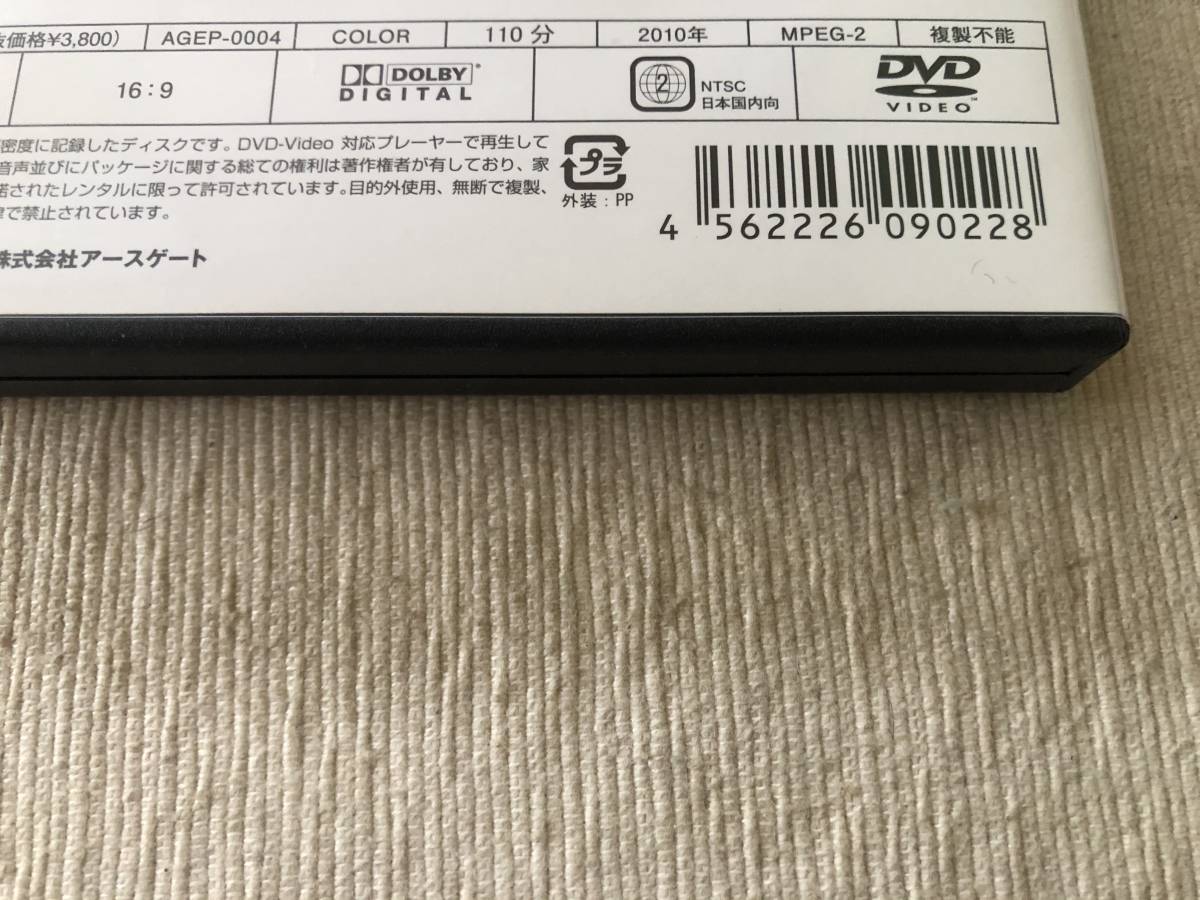 抜価格¥3,800) AGEP-0004 COLOR 110分 2010年 MPEG-2 複製不能
16:9 DOLBY DIGITAL 2 NTSC 日本国内向 DVD VIDEO™
密度に記録したディスクです。DVD-Video 対応プレーヤーで再生して
音声並びにパッケージに関する総ての権利は著作権者が有しており、家
諾されたレンタルに限って許可されています。目的外使用、無断で複製、
律で禁止されています。
プラ
外装:PP
4 562226 090228
株式会社アースゲート